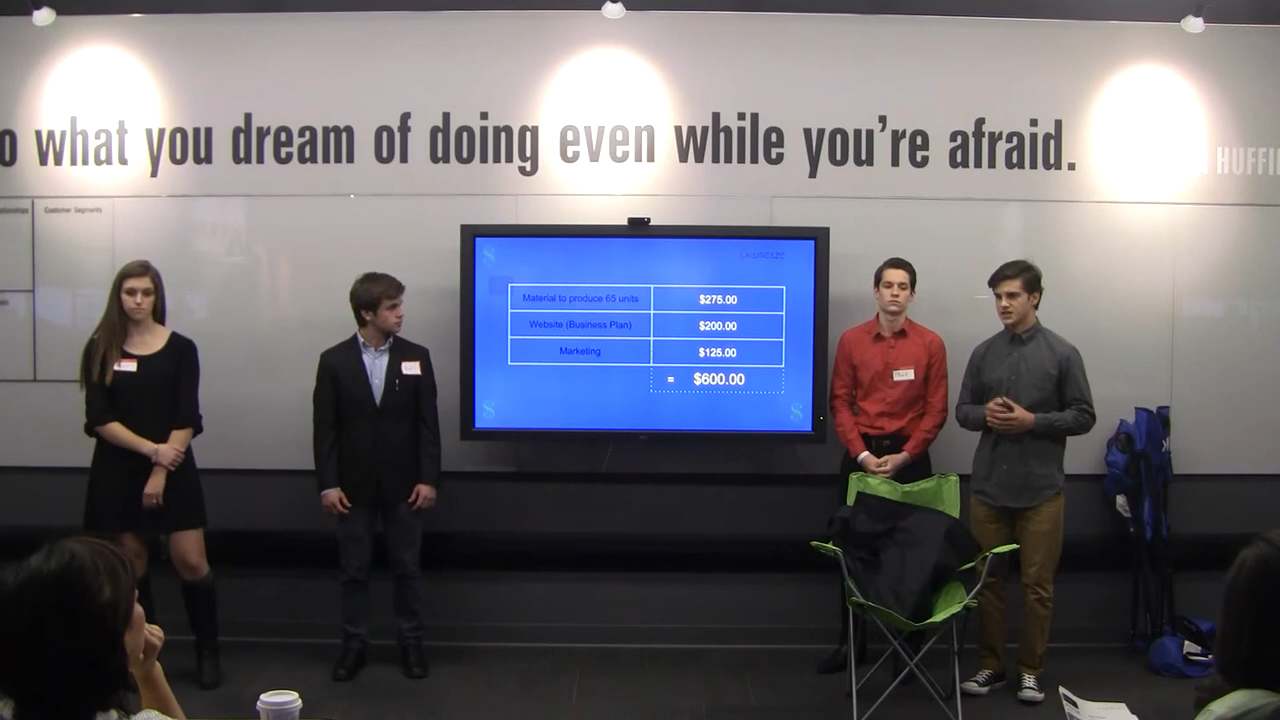 o what you dream of doing even while you're afraid.
HUFFI
Customer Segments
$
Material to produce 65 units $275.00
Website (Business Plan) $200.00
Marketing $125.00
= $600.00
$ $